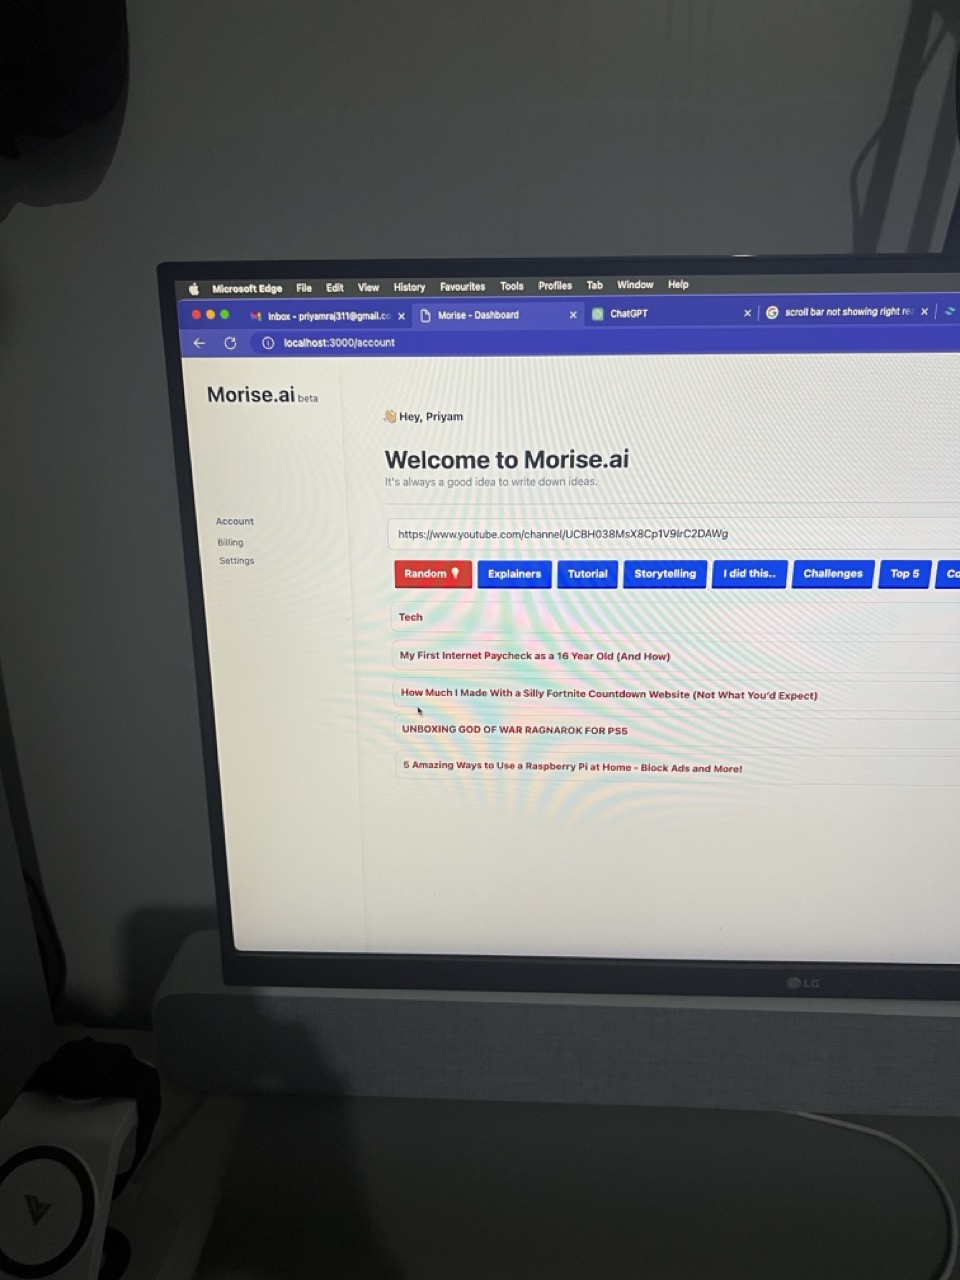 Microsoft Edge File Edit View History Favourites Tools Profiles Tab Window Help
Inbox - priyamraj311@gmail.co Morise - Dashboard ChatGPT scroll bar not showing right re
localhost:3000/account
Morise.ai beta
👋 Hey, Priyam
Welcome to Morise.ai
It's always a good idea to write down ideas.
Account
Billing
Settings
https://www.youtube.com/channel/UCBH038MsX8Cp1V9IrC2DAWg
Random Explainers Tutorial Storytelling I did this.. Challenges Top 5 Co
Tech
My First Internet Paycheck as a 16 Year Old (And How)
How Much I Made With a Silly Fortnite Countdown Website (Not What You'd Expect)
UNBOXING GOD OF WAR RAGNAROK FOR PS5
5 Amazing Ways to Use a Raspberry Pi at Home - Block Ads and More!
LG